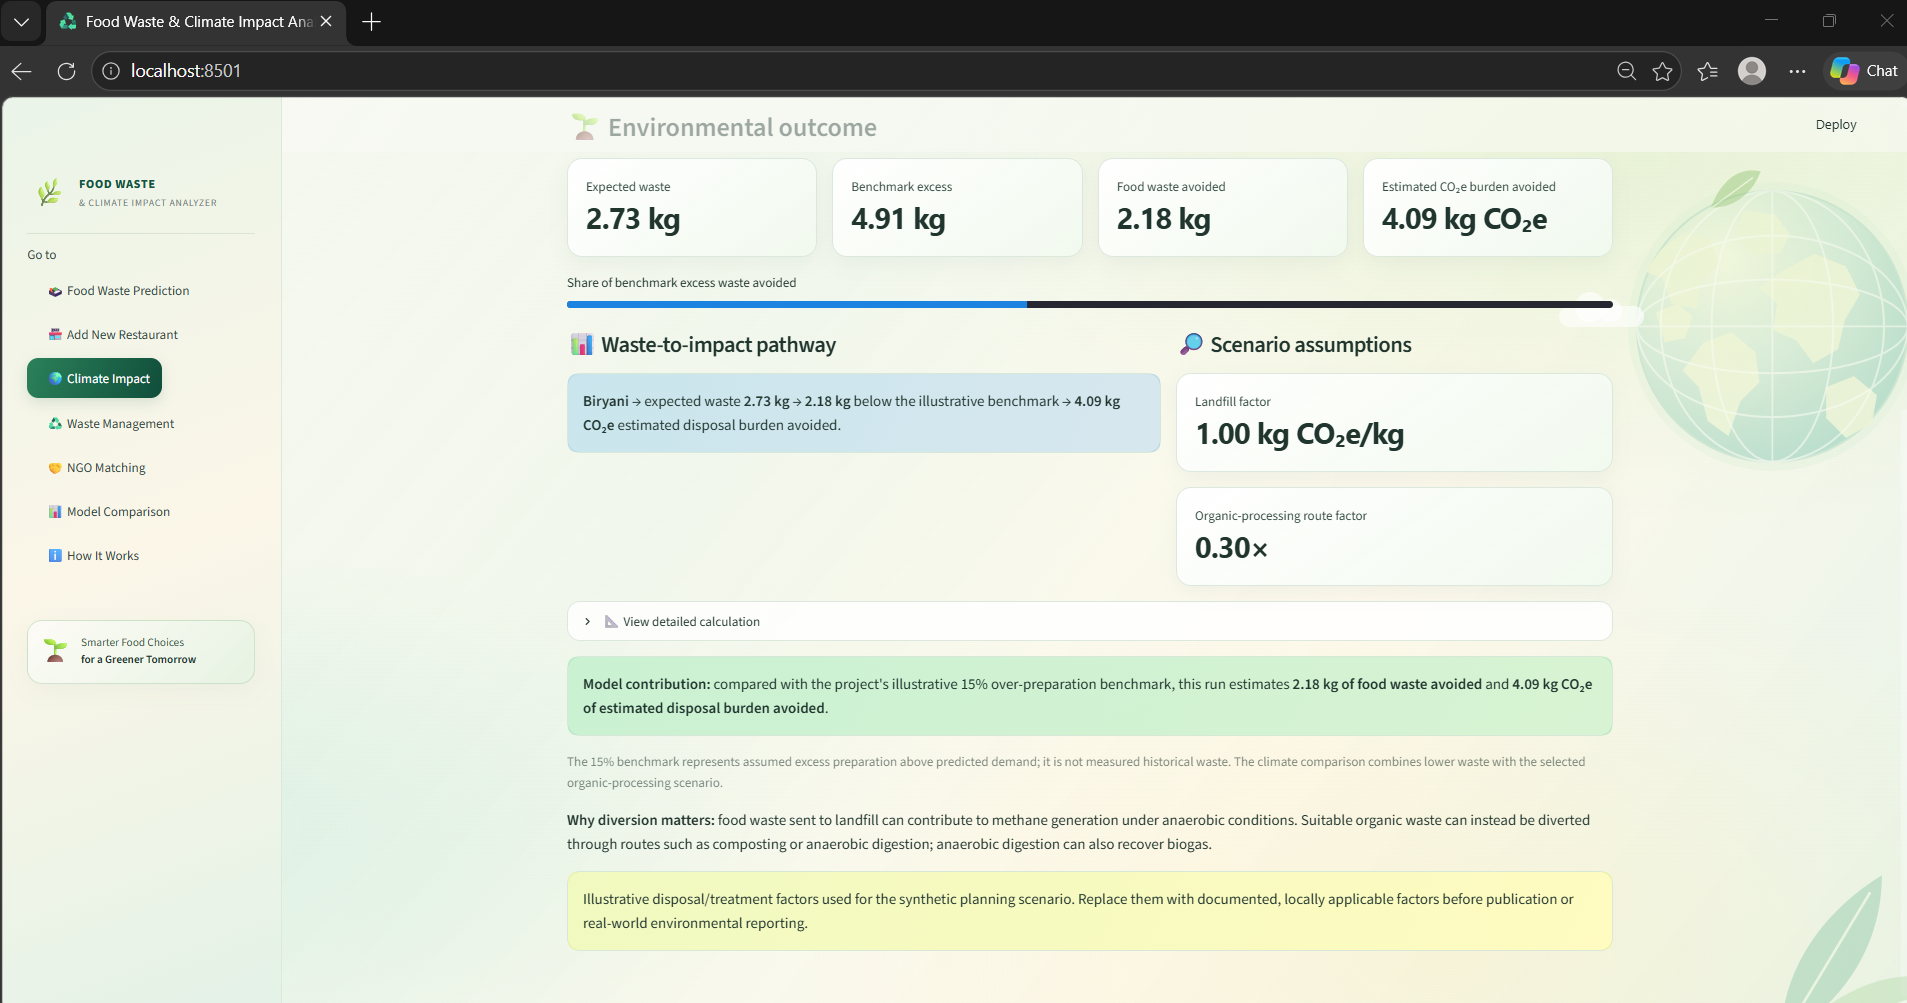 Food Waste & Climate Impact Ana
localhost:8501
Chat
Deploy
FOOD WASTE
& CLIMATE IMPACT ANALYZER
Go to
Food Waste Prediction
Add New Restaurant
Climate Impact
Waste Management
NGO Matching
Model Comparison
How It Works
Smarter Food Choices
for a Greener Tomorrow
Environmental outcome
Expected waste
2.73 kg
Benchmark excess
4.91 kg
Food waste avoided
2.18 kg
Estimated CO₂e burden avoided
4.09 kg CO₂e
Share of benchmark excess waste avoided
Waste-to-impact pathway
Biryani → expected waste 2.73 kg → 2.18 kg below the illustrative benchmark → 4.09 kg
CO₂e estimated disposal burden avoided.
Scenario assumptions
Landfill factor
1.00 kg CO₂e/kg
Organic-processing route factor
0.30×
View detailed calculation
Model contribution: compared with the project's illustrative 15% over-preparation benchmark, this run estimates 2.18 kg of food waste avoided and 4.09 kg CO₂e
of estimated disposal burden avoided.
The 15% benchmark represents assumed excess preparation above predicted demand; it is not measured historical waste. The climate comparison combines lower waste with the selected
organic-processing scenario.
Why diversion matters: food waste sent to landfill can contribute to methane generation under anaerobic conditions. Suitable organic waste can instead be diverted
through routes such as composting or anaerobic digestion; anaerobic digestion can also recover biogas.
Illustrative disposal/treatment factors used for the synthetic planning scenario. Replace them with documented, locally applicable factors before publication or
real-world environmental reporting.